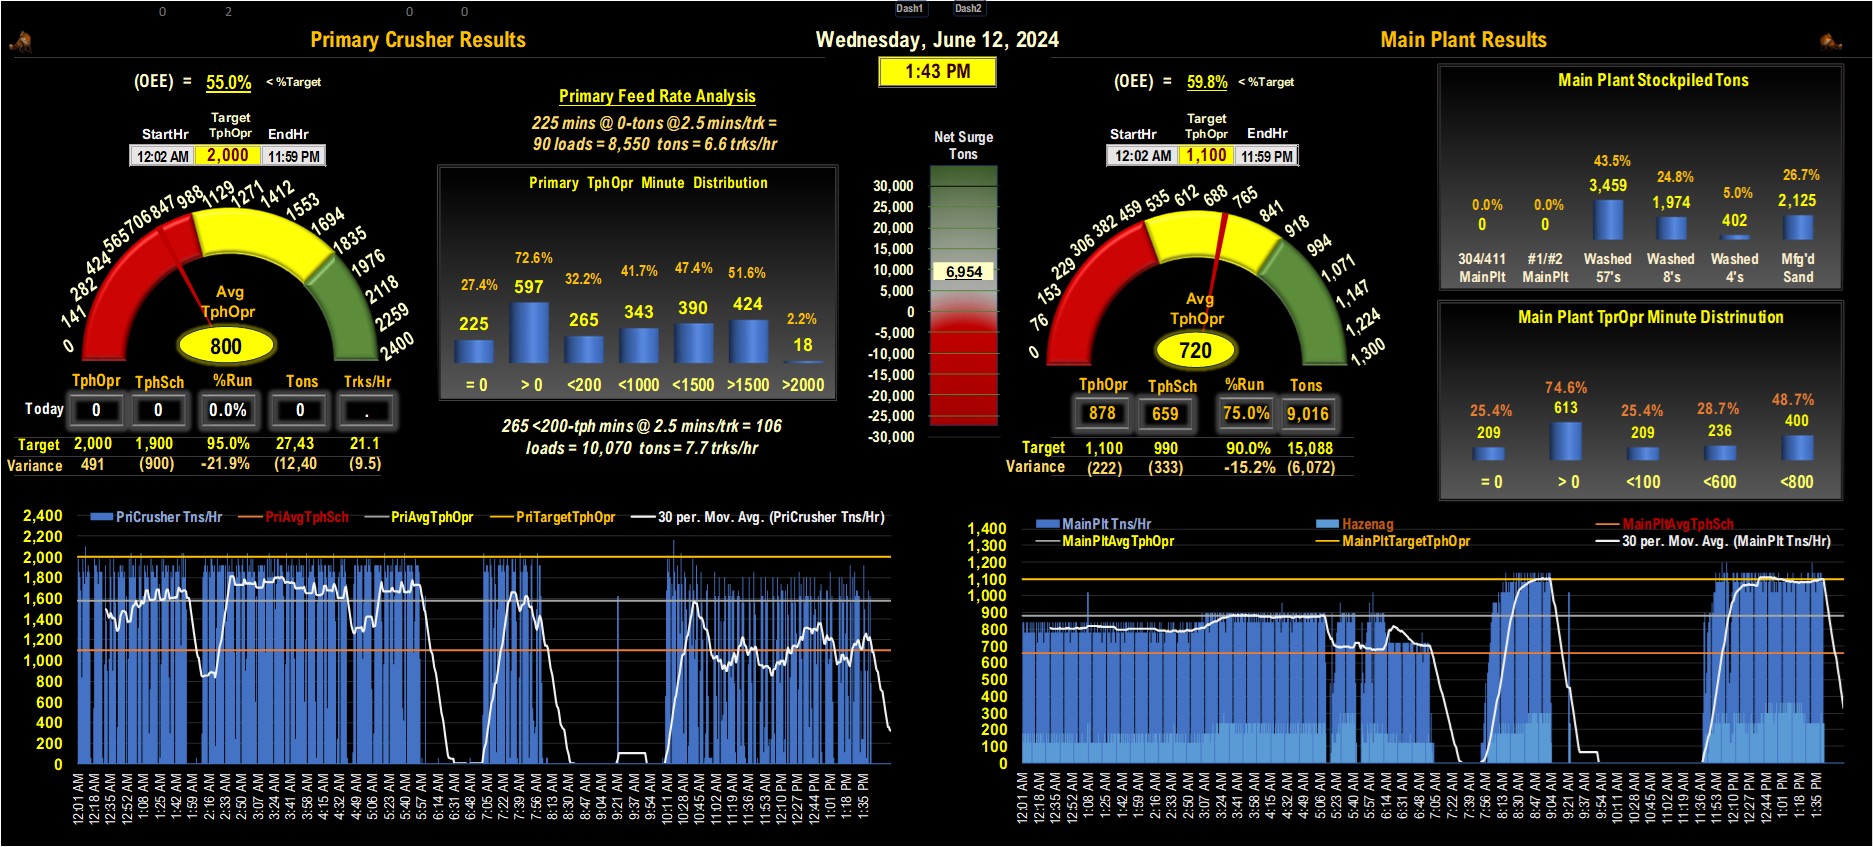 0 2 0 0 Dash1 Dash2
Primary Crusher Results
Wednesday, June 12, 2024
Main Plant Results
1:43 PM
(OEE) = 55.0% < %Target
StartHr Target TphOpr EndHr
12:02 AM 2,000 11:59 PM
0 141 282 424 565 706 847 988 1129 1271 1412 1553 1694 1835 1976 2118 2259 2400
Avg
TphOpr
800
TphOpr TphSch %Run Tons Trks/Hr
Today 0 0 0.0% 0 .
Target 2,000 1,900 95.0% 27,43 21.1
Variance 491 (900) -21.9% (12,40 (9.5)
Primary Feed Rate Analysis
225 mins @ 0-tons @2.5 mins/trk =
90 loads = 8,550 tons = 6.6 trks/hr
Primary TphOpr Minute Distribution
27.4% 72.6% 32.2% 41.7% 47.4% 51.6% 2.2%
225 597 265 343 390 424 18
= 0 > 0 <200 <1000 <1500 >1500 >2000
265 <200-tph mins @ 2.5 mins/trk = 106
loads = 10,070 tons = 7.7 trks/hr
Net Surge
Tons
30,000
25,000
20,000
15,000
10,000
6,954
5,000
0
-5,000
-10,000
-15,000
-20,000
-25,000
-30,000
(OEE) = 59.8% < %Target
StartHr Target TphOpr EndHr
12:02 AM 1,100 11:59 PM
0 76 153 229 306 382 459 535 612 688 765 841 918 994 1,071 1,147 1,224 1,300
Avg
TphOpr
720
TphOpr TphSch %Run Tons
878 659 75.0% 9,016
Target 1,100 990 90.0% 15,088
Variance (222) (333) -15.2% (6,072)
Main Plant Stockpiled Tons
0.0% 0.0% 43.5% 24.8% 5.0% 26.7%
0 0 3,459 1,974 402 2,125
304/411 #1/#2 Washed Washed Washed Mfg'd
MainPlt MainPlt 57's 8's 4's Sand
Main Plant TprOpr Minute Distrinution
25.4% 74.6% 25.4% 28.7% 48.7%
209 613 209 236 400
= 0 > 0 <100 <600 <800
PriCrusher Tns/Hr PriAvgTphSch PriAvgTphOpr PriTargetTphOpr 30 per. Mov. Avg. (PriCrusher Tns/Hr)
2,400
2,200
2,000
1,800
1,600
1,400
1,200
1,000
800
600
400
200
0
12:01 AM 12:18 AM 12:35 AM 12:52 AM 1:08 AM 1:25 AM 1:42 AM 1:59 AM 2:16 AM 2:33 AM 2:50 AM 3:07 AM 3:24 AM 3:41 AM 3:58 AM 4:15 AM 4:32 AM 4:49 AM 5:06 AM 5:23 AM 5:40 AM 5:57 AM 6:14 AM 6:31 AM 6:48 AM 7:05 AM 7:22 AM 7:39 AM 7:56 AM 8:13 AM 8:30 AM 8:47 AM 9:04 AM 9:21 AM 9:37 AM 9:54 AM 10:11 AM 10:28 AM 10:45 AM 11:02 AM 11:19 AM 11:36 AM 11:53 AM 12:10 PM 12:27 PM 12:44 PM 1:01 PM 1:18 PM 1:35 PM
MainPlt Tns/Hr Hazenag MainPltAvgTphSch
MainPltAvgTphOpr MainPltTargetTphOpr 30 per. Mov. Avg. (MainPlt Tns/Hr)
1,400
1,300
1,200
1,100
1,000
900
800
700
600
500
400
300
200
100
0
12:01 AM 12:18 AM 12:35 AM 12:52 AM 1:08 AM 1:25 AM 1:42 AM 1:59 AM 2:16 AM 2:33 AM 2:50 AM 3:07 AM 3:24 AM 3:41 AM 3:58 AM 4:15 AM 4:32 AM 4:49 AM 5:06 AM 5:23 AM 5:40 AM 5:57 AM 6:14 AM 6:31 AM 6:48 AM 7:05 AM 7:22 AM 7:39 AM 7:56 AM 8:13 AM 8:30 AM 8:47 AM 9:04 AM 9:21 AM 9:37 AM 9:54 AM 10:11 AM 10:28 AM 10:45 AM 11:02 AM 11:19 AM 11:36 AM 11:53 AM 12:10 PM 12:27 PM 12:44 PM 1:01 PM 1:18 PM 1:35 PM